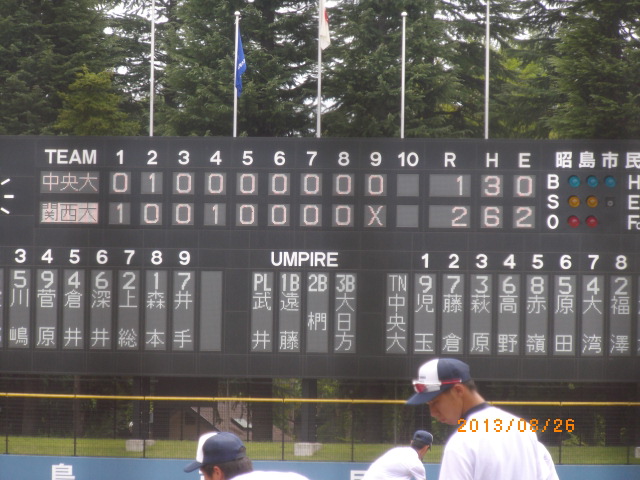 TEAM 1 2 3 4 5 6 7 8 9 10 R H E 昭島市民
中央大 0 1 0 0 0 0 0 0 0 1 3 0 B H
関西大 1 0 0 1 0 0 0 0 X 2 6 2 S E
O Fc
3 4 5 6 7 8 9 UMPIRE 1 2 3 4 5 6 7 8
5 9 4 6 2 1 7 PL 1B 2B 3B TN 9 7 3 6 8 5 4 2
川嶋 菅原 倉井 深井 上総 森本 井手 武井 遠藤 椚 大日方 中央大 児玉 藤倉 萩原 高野 赤嶺 原田 大湾 福澤
2013/08/26
島